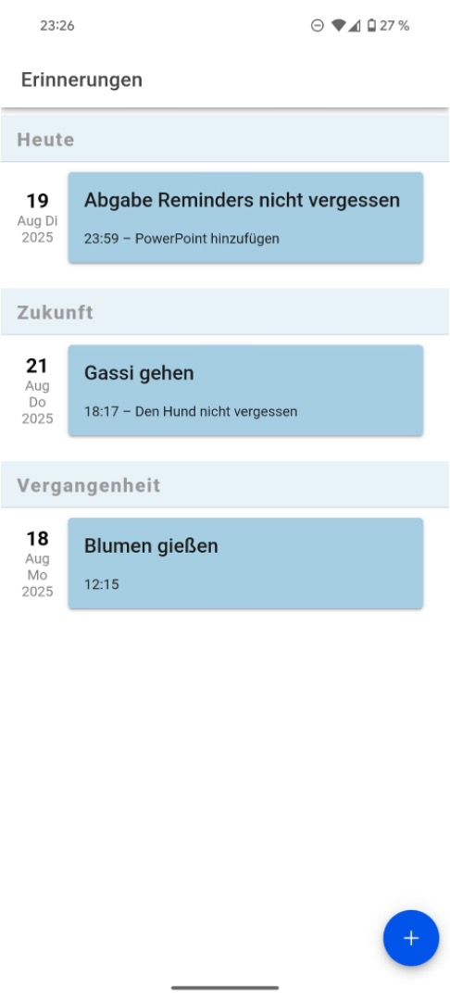 23:26
27 %
Erinnerungen
Heute
19
Aug Di
2025
Abgabe Reminders nicht vergessen
23:59 – PowerPoint hinzufügen
Zukunft
21
Aug
Do
2025
Gassi gehen
18:17 – Den Hund nicht vergessen
Vergangenheit
18
Aug
Mo
2025
Blumen gießen
12:15